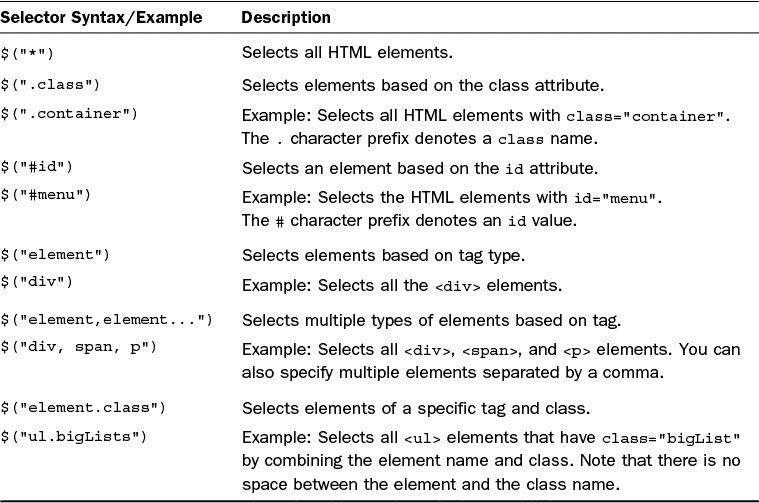 Selector Syntax/Example Description
$("*") Selects all HTML elements.
$(".class") Selects elements based on the class attribute.
$(".container") Example: Selects all HTML elements with class="container".
The . character prefix denotes a class name.
$("#id") Selects an element based on the id attribute.
$("#menu") Example: Selects the HTML elements with id="menu".
The # character prefix denotes an id value.
$("element") Selects elements based on tag type.
$("div") Example: Selects all the <div> elements.
$("element,element...") Selects multiple types of elements based on tag.
$("div, span, p") Example: Selects all <div>, <span>, and <p> elements. You can
also specify multiple elements separated by a comma.
$("element.class") Selects elements of a specific tag and class.
$("ul.bigLists") Example: Selects all <ul> elements that have class="bigList"
by combining the element name and class. Note that there is no
space between the element and the class name.